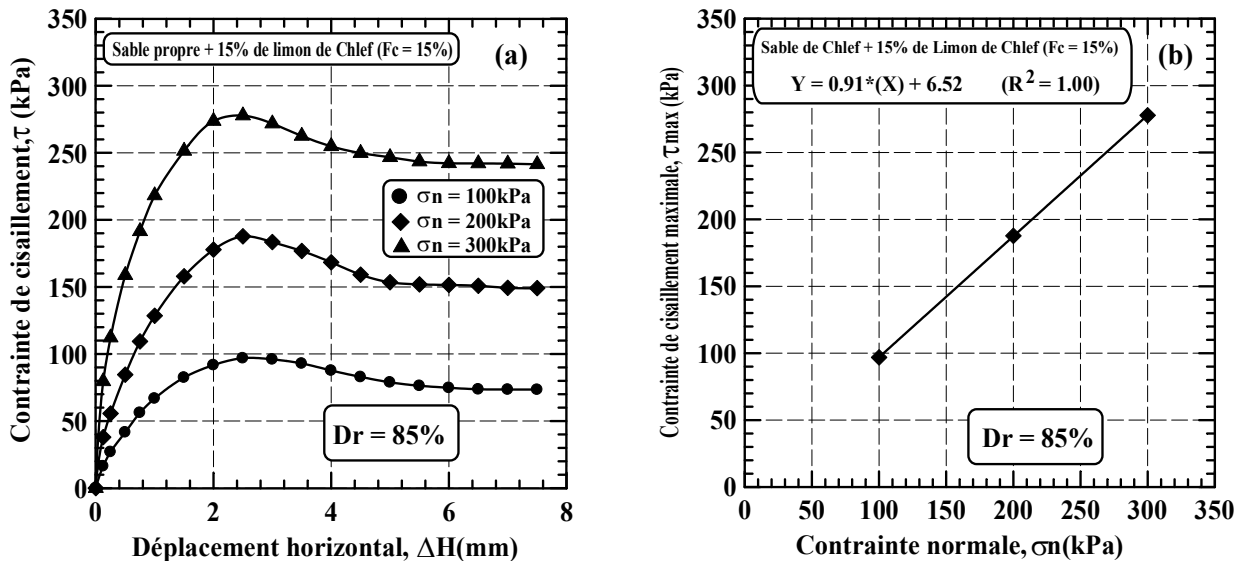 Sable propre + 15% de limon de Chlef (Fc = 15%)
(a)
σn = 100kPa
σn = 200kPa
σn = 300kPa
Dr = 85%
Contrainte de cisaillement,τ (kPa)
350
300
250
200
150
100
50
0
0 2 4 6 8
Déplacement horizontal, ΔH(mm)
Sable de Chlef + 15% de Limon de Chlef (Fc = 15%)
Y = 0.91*(X) + 6.52 (R2 = 1.00)
(b)
Dr = 85%
Contrainte de cisaillement maximale, τmax (kPa)
350
300
250
200
150
100
50
0
0 50 100 150 200 250 300 350
Contrainte normale, σn(kPa)